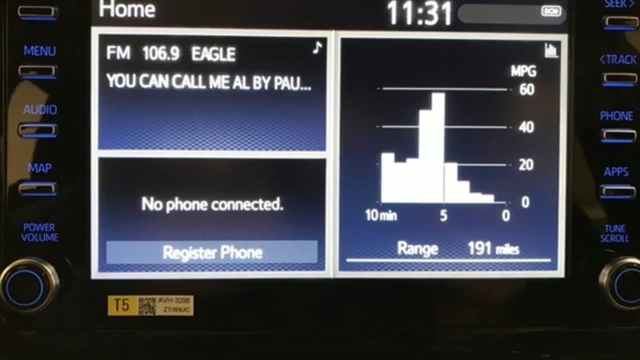 Home
11:31
DCM
SEEK>
MENU
AUDIO
MAP
POWER
VOLUME
FM 106.9 EAGLE
YOU CAN CALL ME AL BY PAU...
No phone connected.
Register Phone
MPG
60
40
20
0
10 min
5
0
Range 191 miles
<TRACK
PHONE
APPS
TUNE
SCROLL
T5